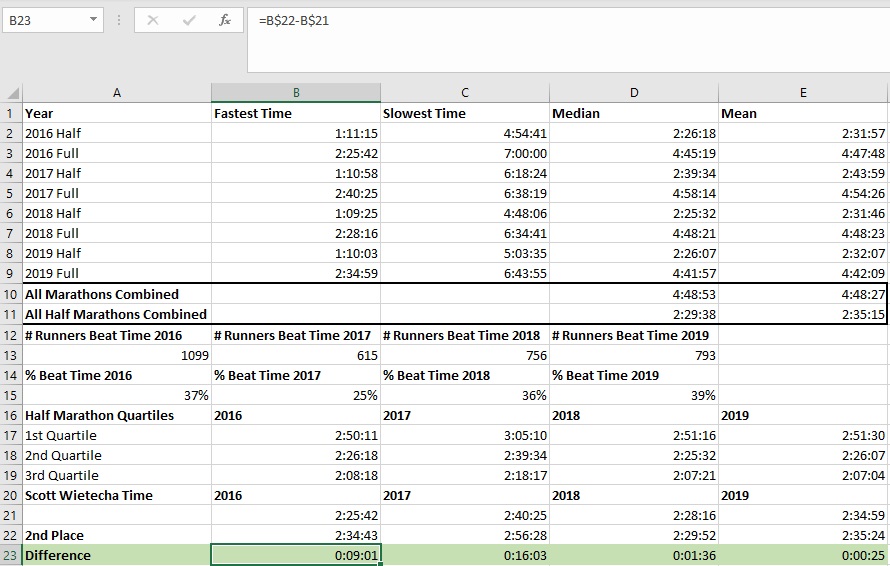 B23 fx =B$22-B$21
A B C D E
1 Year Fastest Time Slowest Time Median Mean
2 2016 Half 1:11:15 4:54:41 2:26:18 2:31:57
3 2016 Full 2:25:42 7:00:00 4:45:19 4:47:48
4 2017 Half 1:10:58 6:18:24 2:39:34 2:43:59
5 2017 Full 2:40:25 6:38:19 4:58:14 4:54:26
6 2018 Half 1:09:25 4:48:06 2:25:32 2:31:46
7 2018 Full 2:28:16 6:34:41 4:48:21 4:48:23
8 2019 Half 1:10:03 5:03:35 2:26:07 2:32:07
9 2019 Full 2:34:59 6:43:55 4:41:57 4:42:09
10 All Marathons Combined 4:48:53 4:48:27
11 All Half Marathons Combined 2:29:38 2:35:15
12 # Runners Beat Time 2016 # Runners Beat Time 2017 # Runners Beat Time 2018 # Runners Beat Time 2019
13 1099 615 756 793
14 % Beat Time 2016 % Beat Time 2017 % Beat Time 2018 % Beat Time 2019
15 37% 25% 36% 39%
16 Half Marathon Quartiles 2016 2017 2018 2019
17 1st Quartile 2:50:11 3:05:10 2:51:16 2:51:30
18 2nd Quartile 2:26:18 2:39:34 2:25:32 2:26:07
19 3rd Quartile 2:08:18 2:18:17 2:07:21 2:07:04
20 Scott Wietecha Time 2016 2017 2018 2019
21 2:25:42 2:40:25 2:28:16 2:34:59
22 2nd Place 2:34:43 2:56:28 2:29:52 2:35:24
23 Difference 0:09:01 0:16:03 0:01:36 0:00:25